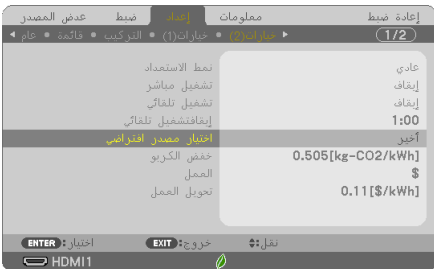 عرض المصدر ضبط إعداد معلومات إعادة ضبط
عام • قائمة • التركيب • خيارات(1) • خيارات(2) 1/2
نمط الاستعداد عادي
تشغيل مباشر إيقاف
تشغيل تلقائي إيقاف
إيقافتشغيل تلقائي 1:00
اختيار مصدر افتراضي أخير
خفض الكربو 0.505[kg-CO2/kWh]
العمل $
تحويل العمل 0.11[$/kWh]
اختيار: ENTER خروج: EXIT نقل:
HDMI1